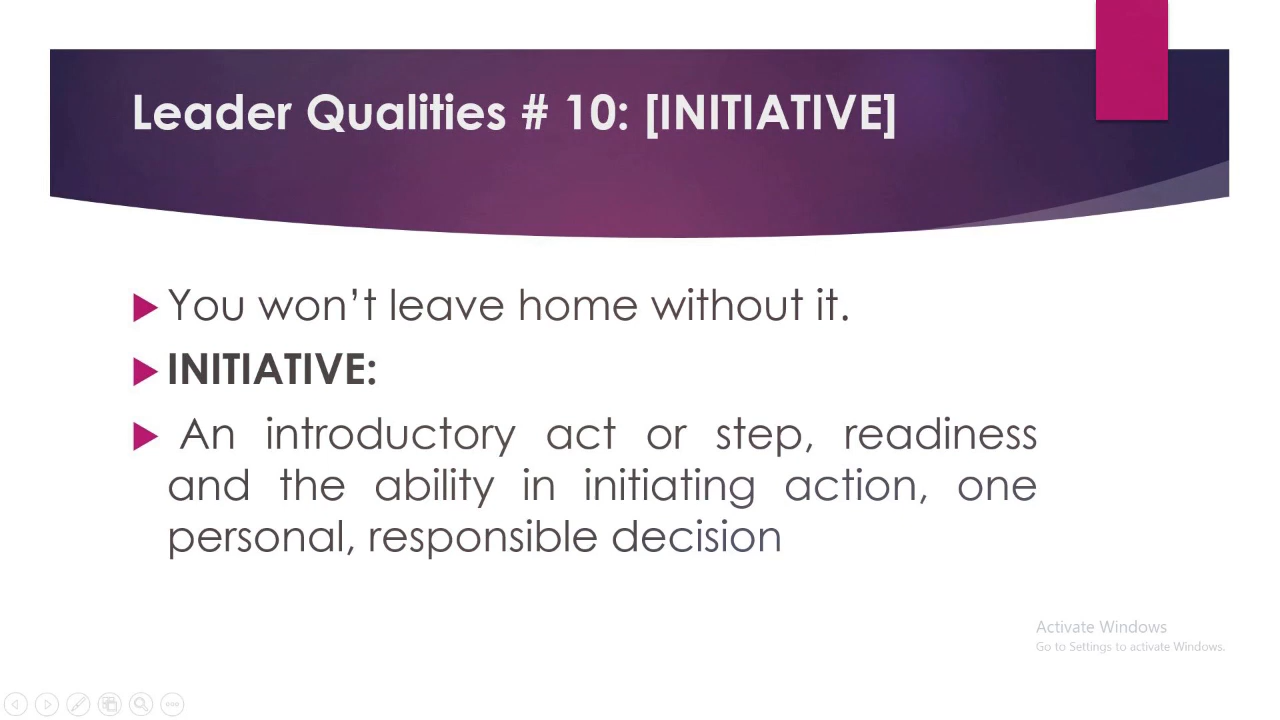 Leader Qualities # 10: [INITIATIVE]
You won't leave home without it.
INITIATIVE:
An introductory act or step, readiness
and the ability in initiating action, one
personal, responsible decision
Activate Windows
Go to Settings to activate Windows.